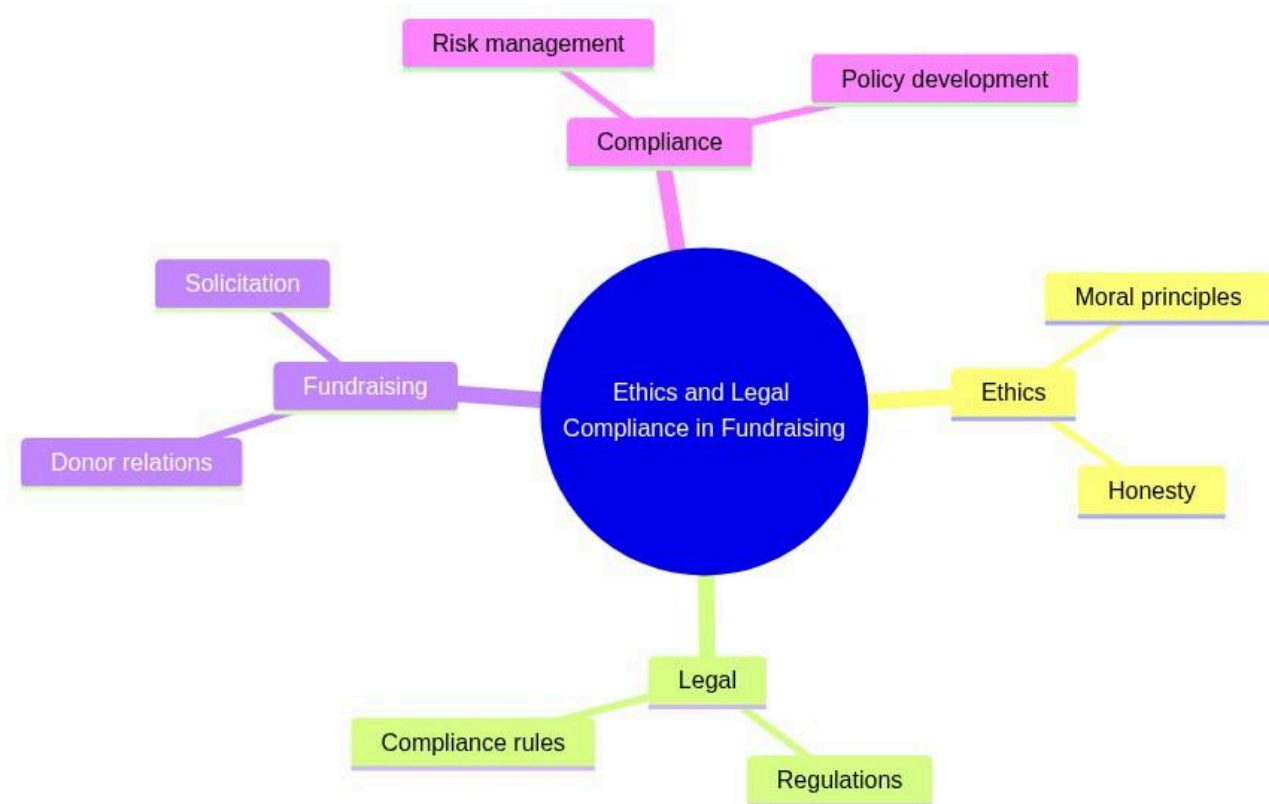 Risk management
Policy development
Compliance
Solicitation
Moral principles
Fundraising
Ethics and Legal
Compliance in Fundraising
Ethics
Donor relations
Honesty
Legal
Compliance rules
Regulations